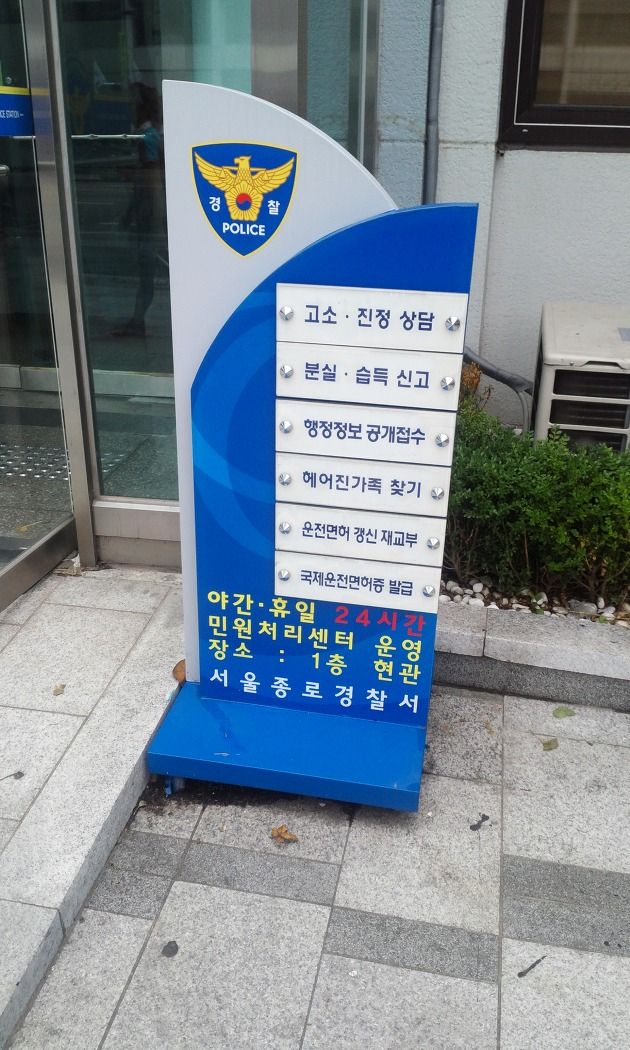 CE STATION
경 찰
POLICE
고소 · 진정 상담
분실 · 습득 신고
행정정보 공개접수
헤어진가족 찾기
운전면허 갱신 재교부
국제운전면허증 발급
야간·휴일 24시간
민원처리센터 운영
장소 : 1층 현관
서울종로경찰서